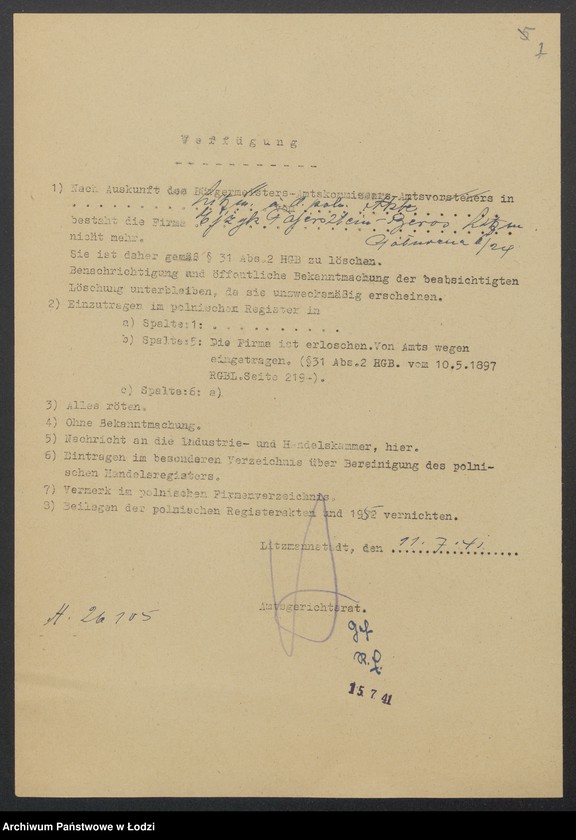 5
1
Verfügung
1) Nach Auskunft des Bürgermeisters-Amtskommissars-Amtsvorstehers in
besteht die Firma
nicht mehr.
Sie ist daher gemäß § 31 Abs.2 HGB zu löschen.
Benschrichtigung and öffentliche Bekanntmachung der beabsichtigten
Löschung unterbleiben, da sie unzweckmäßig erscheinen.
2) Einzutragen im polnischen Register in
a) Spalte:1: . . . . . . . . . . .
b) Spalte:5: Die Firma ist erloschen.Von Amts wegen
eingetragen. (§31 Abs.2 HGB. vom 10.5.1897
RGBL.Seite 219-).
c) Spalte:6: a)
3) Alles röten.
4) Ohne Bekanntmachung.
5) Nachricht an die Industrie- und Handelskammer, hier.
6) Eintragen im besonderen Verzeichnis über Bereinigung des polni-
schen Handelsregisters.
7) Vermerk im polnischen Firmenverzeichnis.
8) Beilagen der polnischen Registerakten und 1952 vernichten.
Litzmannstadt, den 11. 7. 41.
Amtsgerichtsrat.
H. 26105
gef
15.7 41
Archiwum Państwowe w Łodzi